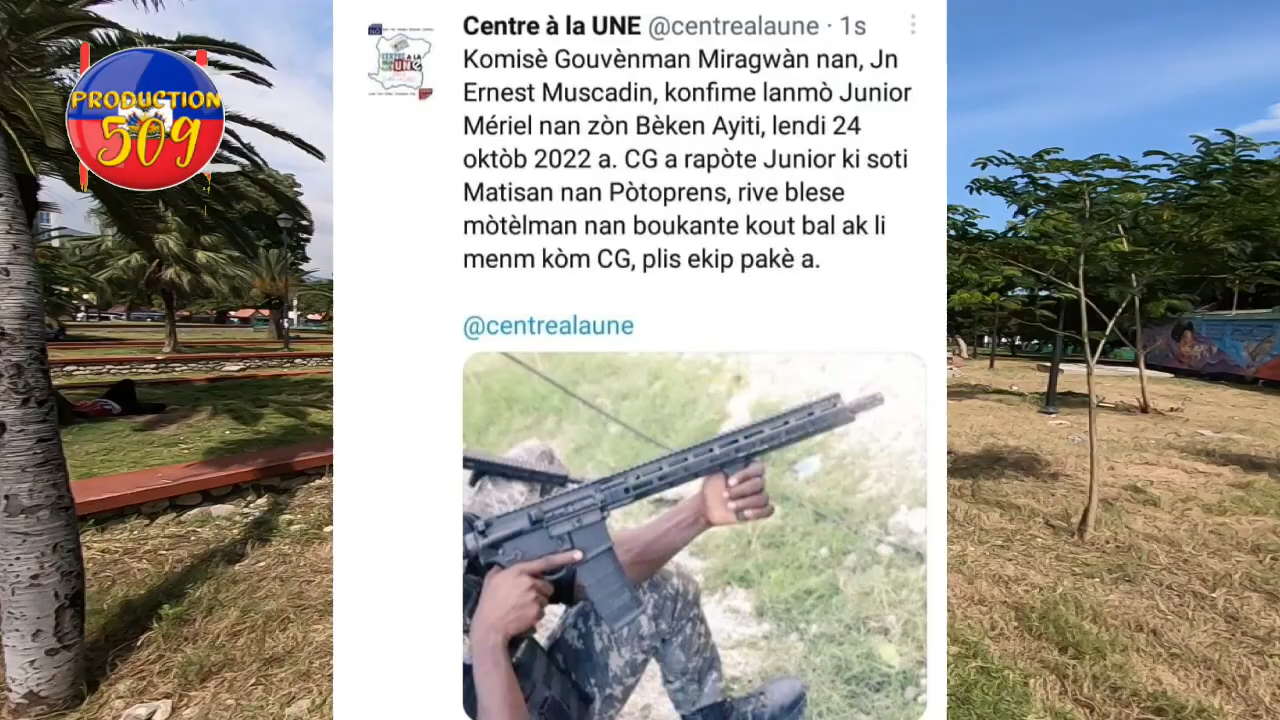 PRODUCTION
509
Centre à la UNE @centrealaune · 1s
Komisè Gouvènman Miragwàn nan, Jn
Ernest Muscadin, konfime lanmò Junior
Mériel nan zòn Bèken Ayiti, lendi 24
oktòb 2022 a. CG a rapòte Junior ki soti
Matisan nan Pòtoprens, rive blese
mòtèlman nan boukante kout bal ak li
menm kòm CG, plis ekip pakè a.
@centrealaune